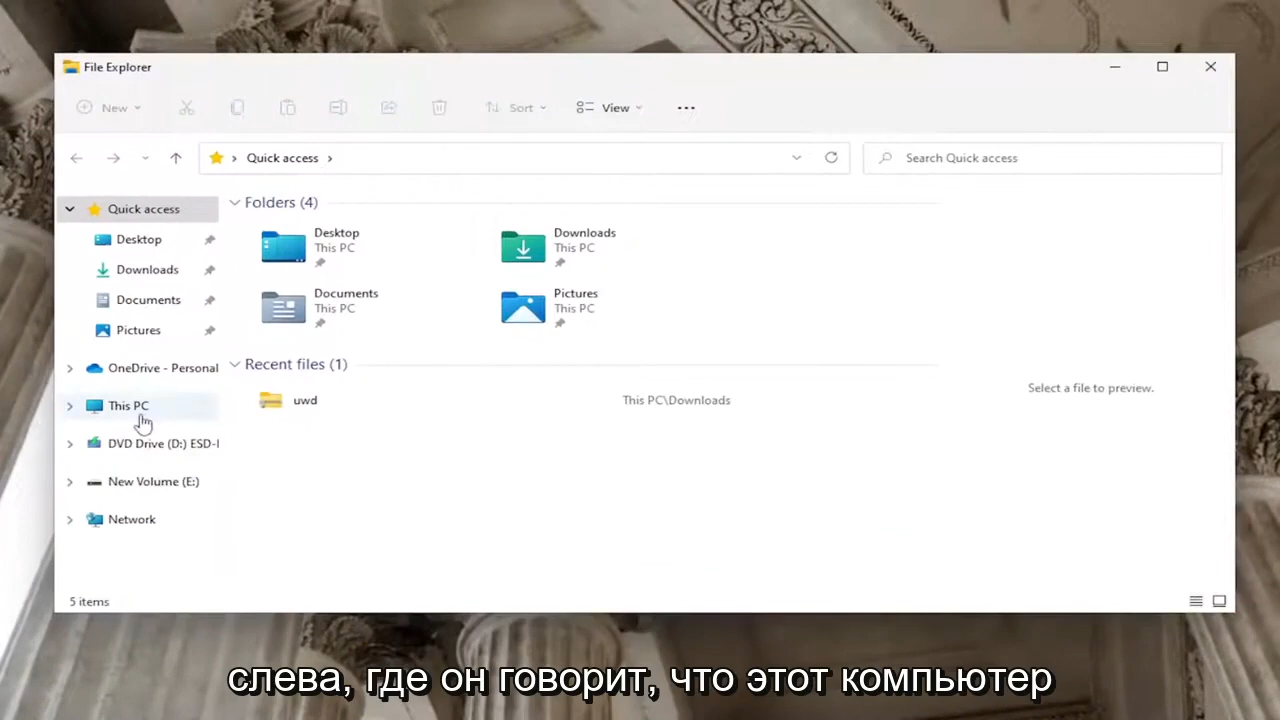 File Explorer
New
Sort
View
Quick access
Search Quick access
Quick access
Desktop
Downloads
Documents
Pictures
OneDrive - Personal
This PC
DVD Drive (D:) ESD-I
New Volume (E:)
Network
Folders (4)
Desktop
This PC
Downloads
This PC
Documents
This PC
Pictures
This PC
Recent files (1)
uwd
This PC\Downloads
Select a file to preview.
5 items
слева, где он говорит, что этот компьютер